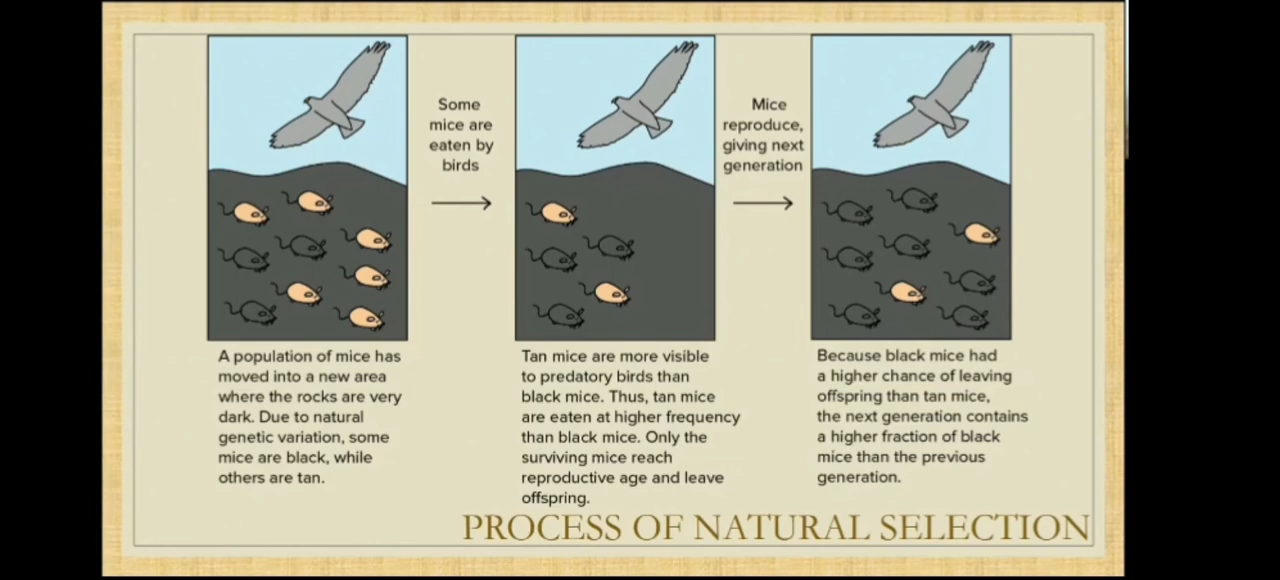 Some
mice are
eaten by
birds
Mice
reproduce,
giving next
generation
A population of mice has
moved into a new area
where the rocks are very
dark. Due to natural
genetic variation, some
mice are black, while
others are tan.
Tan mice are more visible
to predatory birds than
black mice. Thus, tan mice
are eaten at higher frequency
than black mice. Only the
surviving mice reach
reproductive age and leave
offspring.
Because black mice had
a higher chance of leaving
offspring than tan mice,
the next generation contains
a higher fraction of black
mice than the previous
generation.
PROCESS OF NATURAL SELECTION